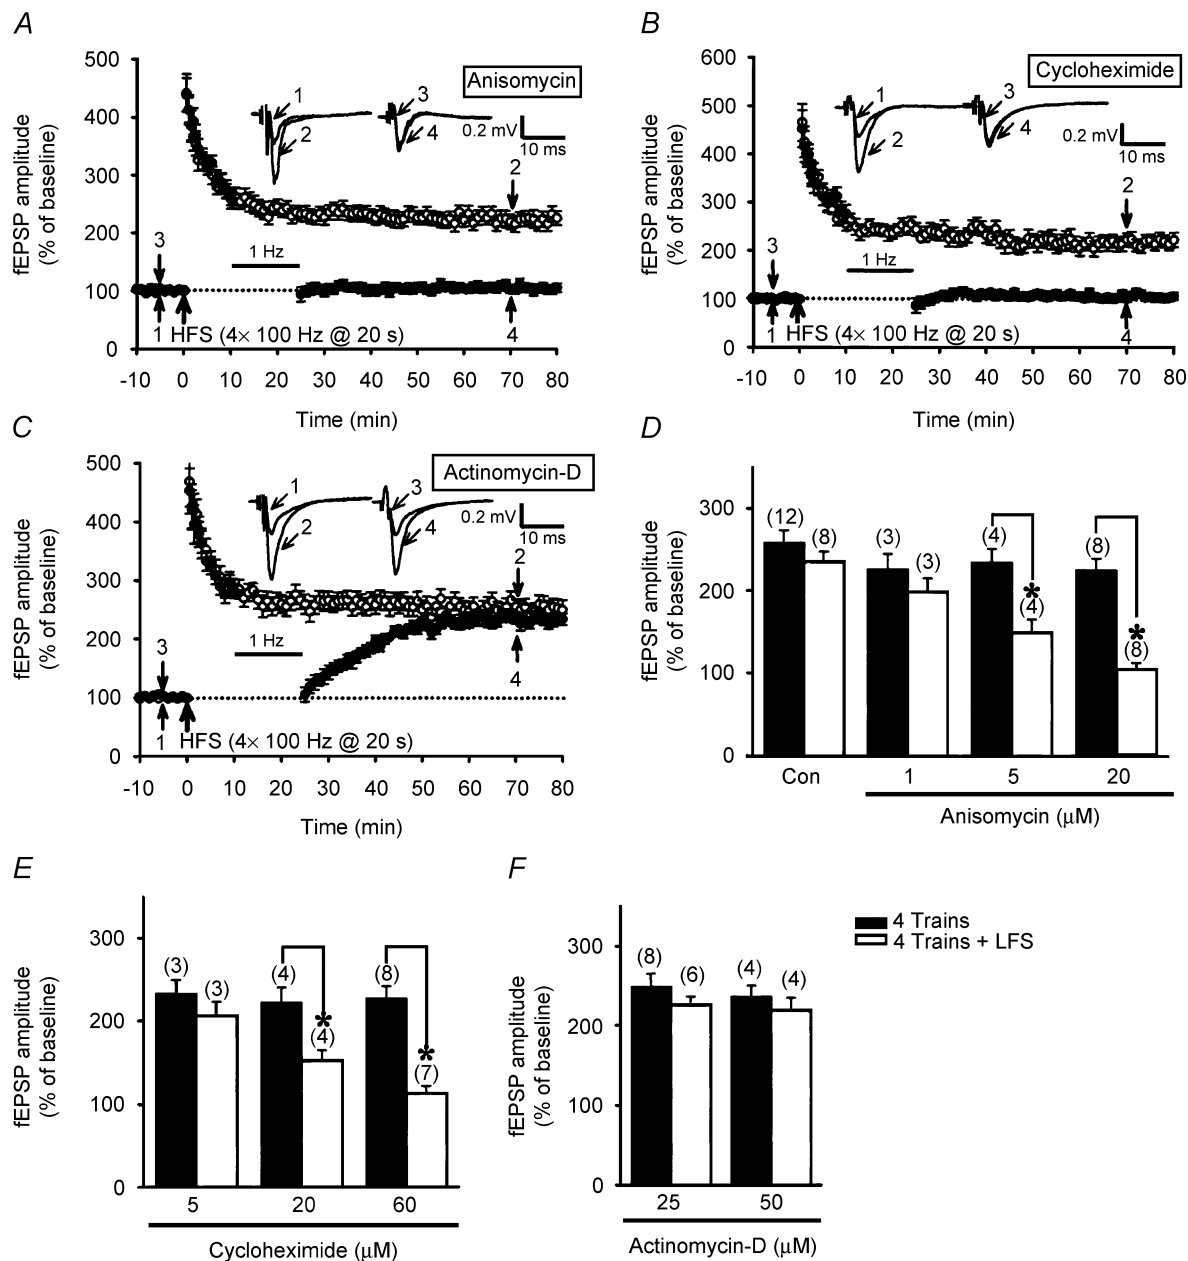 A
fEPSP amplitude
(% of baseline)
500
400
300
200
100
0
Anisomycin
1
2
3
4
0.2 mV
10 ms
2
3
1 Hz
1 HFS (4× 100 Hz @ 20 s)
4
-10 0 10 20 30 40 50 60 70 80
Time (min)
B
fEPSP amplitude
(% of baseline)
600
500
400
300
200
100
0
Cycloheximide
1
2
3
4
0.2 mV
10 ms
2
3
1 Hz
1 HFS (4× 100 Hz @ 20 s)
4
-10 0 10 20 30 40 50 60 70 80
Time (min)
C
fEPSP amplitude
(% of baseline)
500
400
300
200
100
0
Actinomycin-D
1
2
3
4
0.2 mV
10 ms
2
3
1 Hz
4
1 HFS (4× 100 Hz @ 20 s)
-10 0 10 20 30 40 50 60 70 80
Time (min)
D
fEPSP amplitude
(% of baseline)
300
200
100
0
(12) (8) (3) (3) (4) * (4) (8) * (8)
Con 1 5 20
Anisomycin (μM)
E
fEPSP amplitude
(% of baseline)
300
200
100
0
(3) (3) (4) * (4) (8) * (7)
5 20 60
Cycloheximide (μM)
F
fEPSP amplitude
(% of baseline)
300
200
100
0
(8) (6) (4) (4)
25 50
Actinomycin-D (μM)
4 Trains
4 Trains + LFS